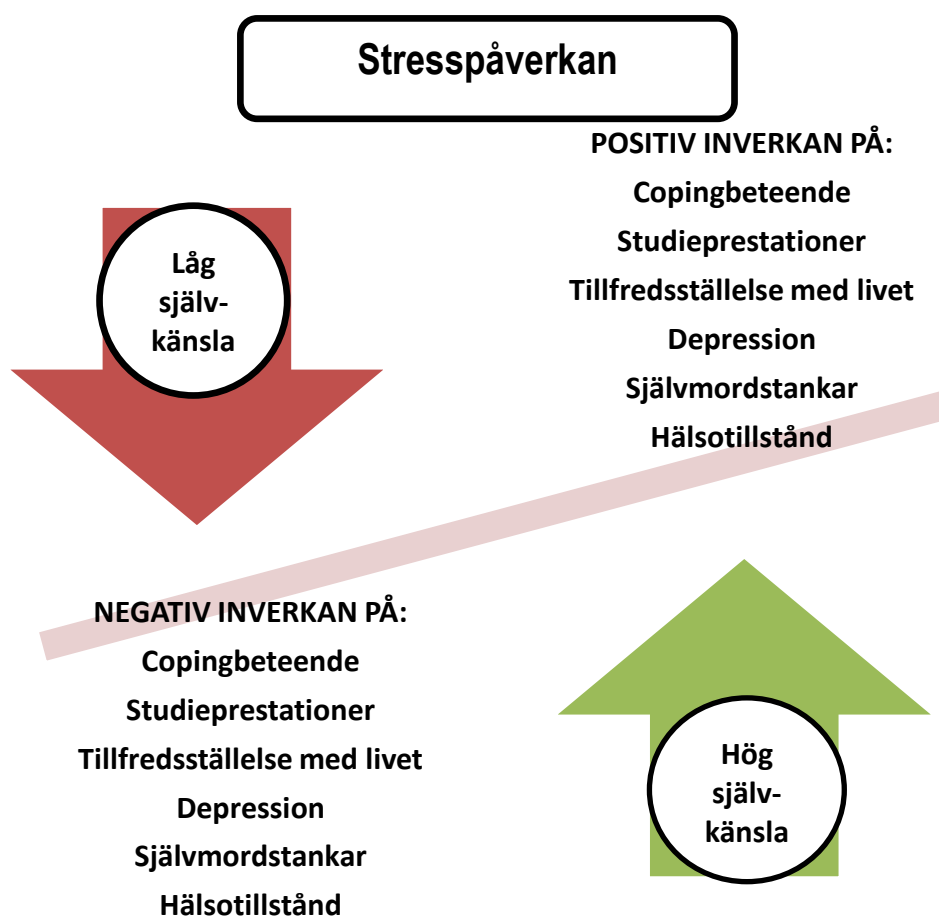 Stresspåverkan
POSITIV INVERKAN PÅ:
Copingbeteende
Studieprestationer
Tillfredsställelse med livet
Depression
Självmordstankar
Hälsotillstånd
Låg
själv-
känsla
NEGATIV INVERKAN PÅ:
Copingbeteende
Studieprestationer
Tillfredsställelse med livet
Depression
Självmordstankar
Hälsotillstånd
Hög
själv-
känsla